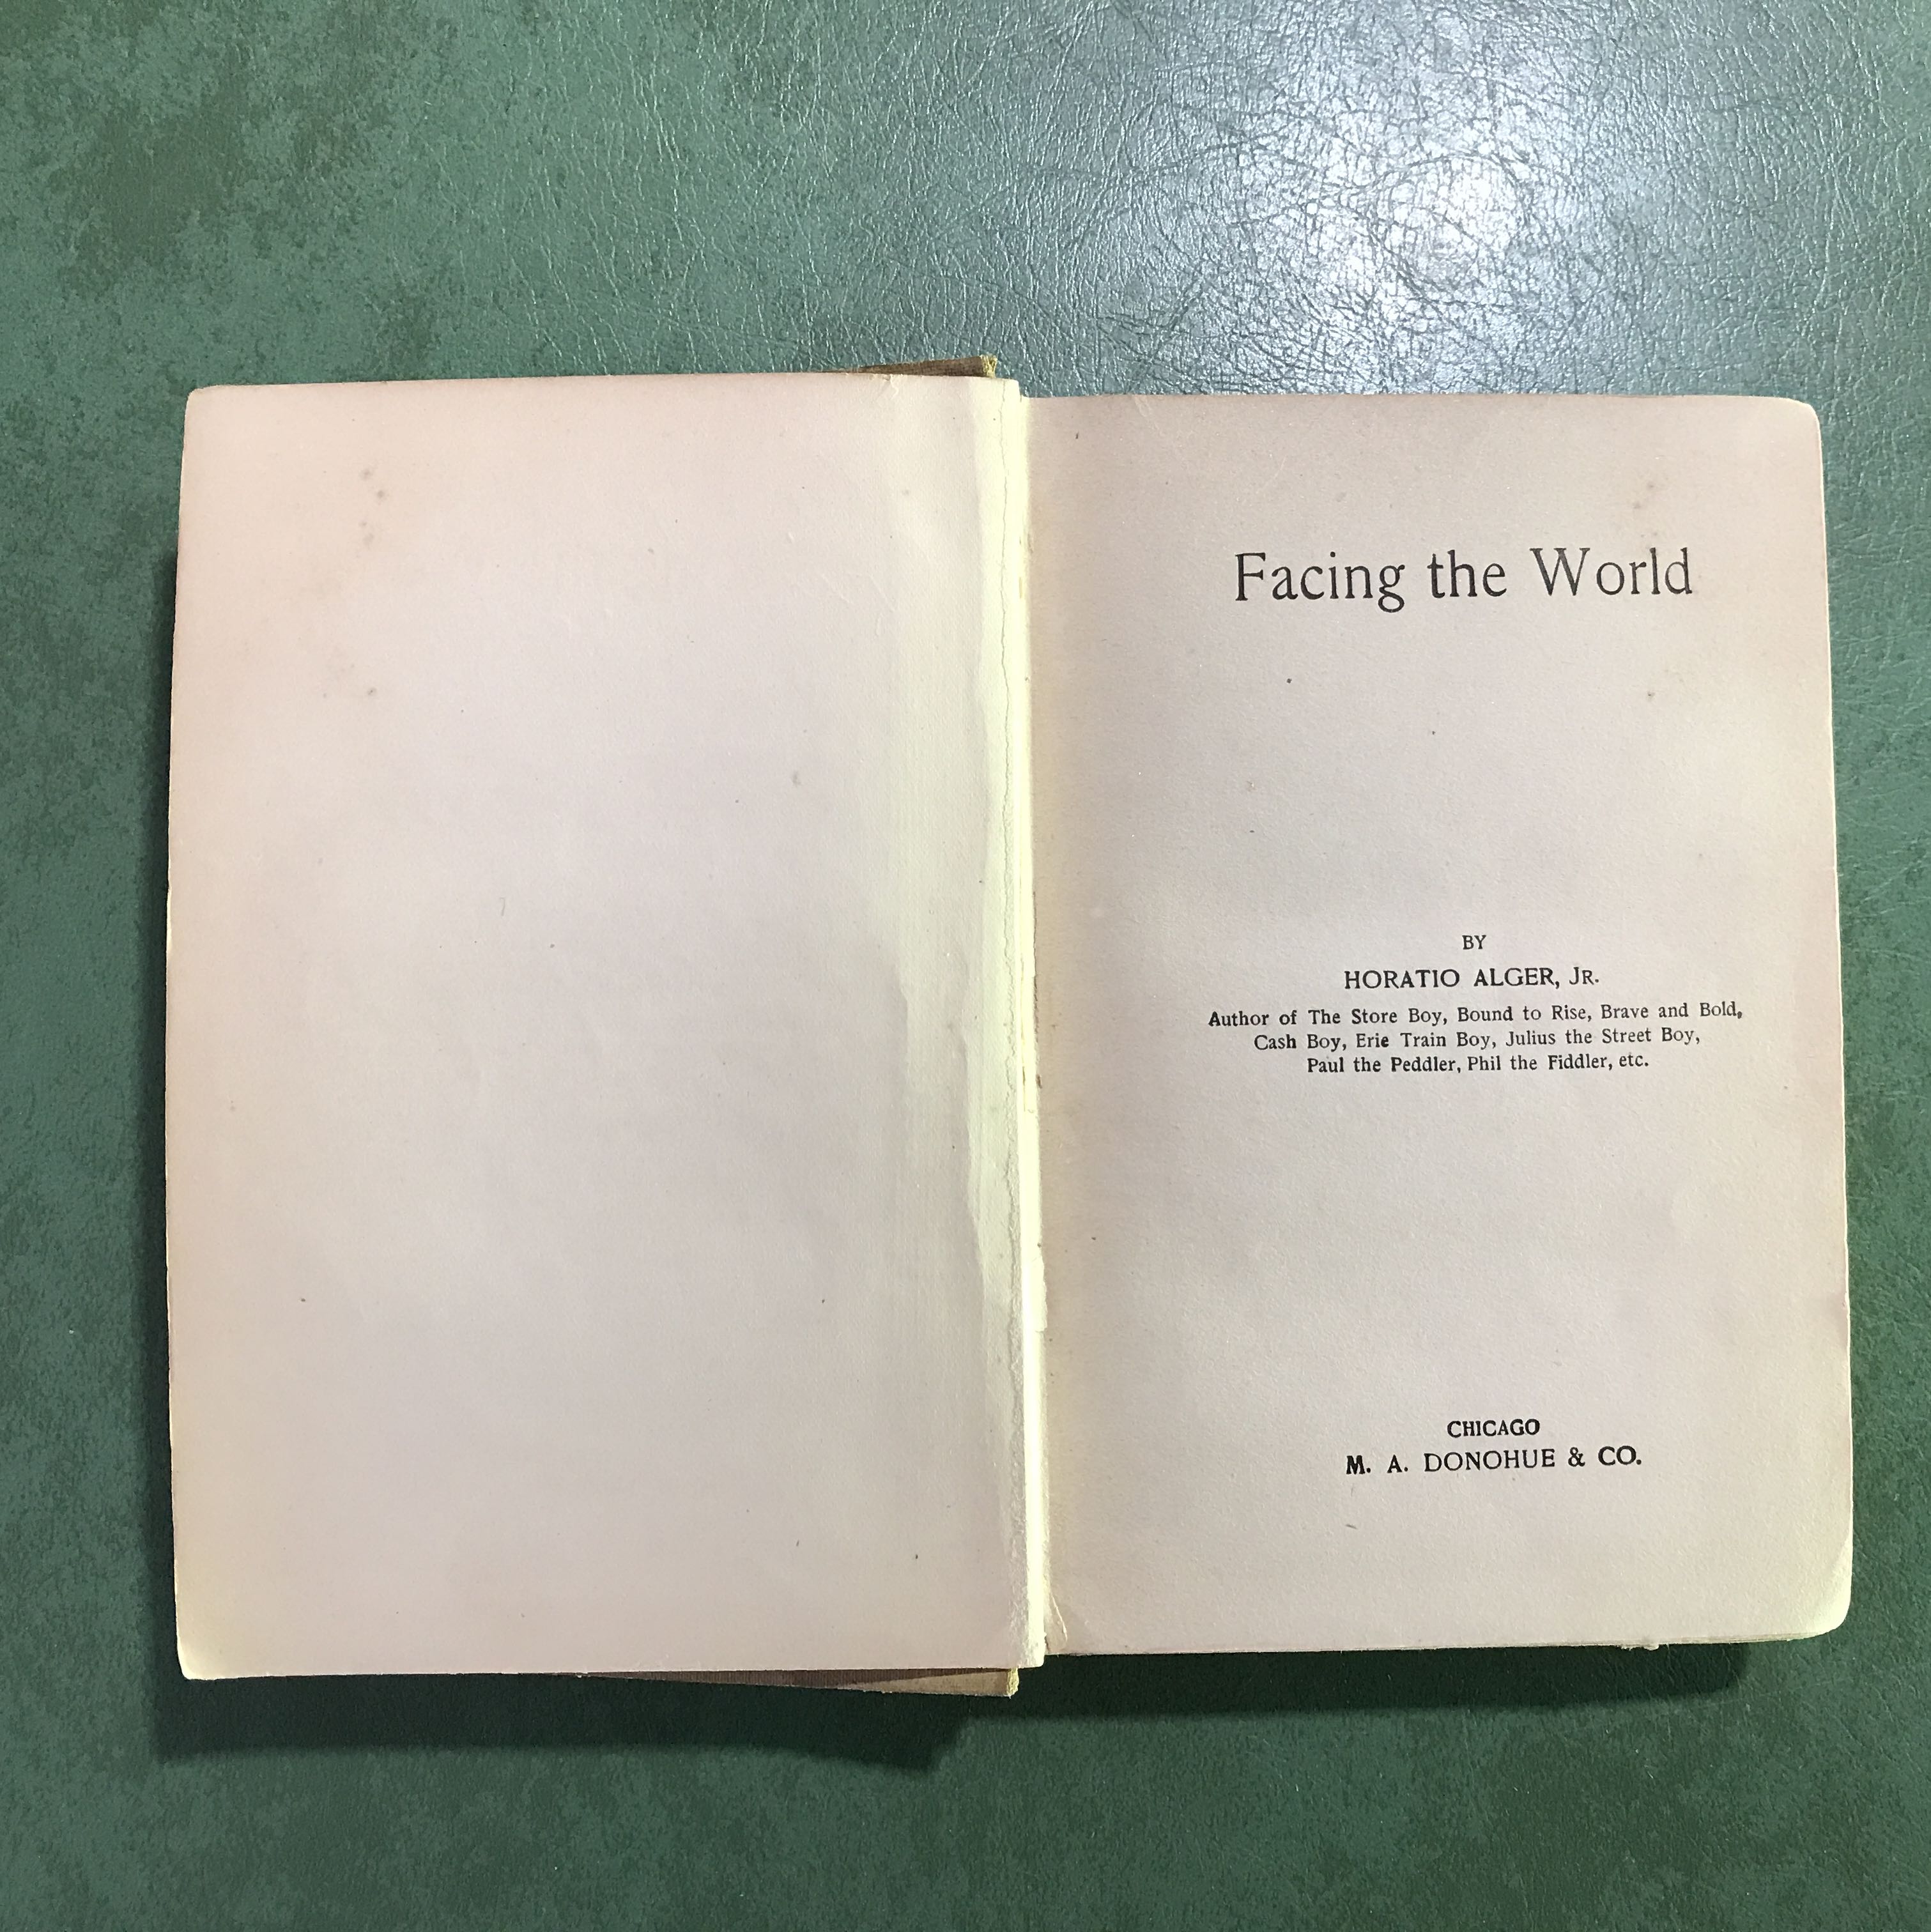 Facing the World
BY
HORATIO ALGER, JR.
Author of The Store Boy, Bound to Rise, Brave and Bold,
Cash Boy, Erie Train Boy, Julius the Street Boy,
Paul the Peddler, Phil the Fiddler, etc.
CHICAGO
M. A. DONOHUE & CO.